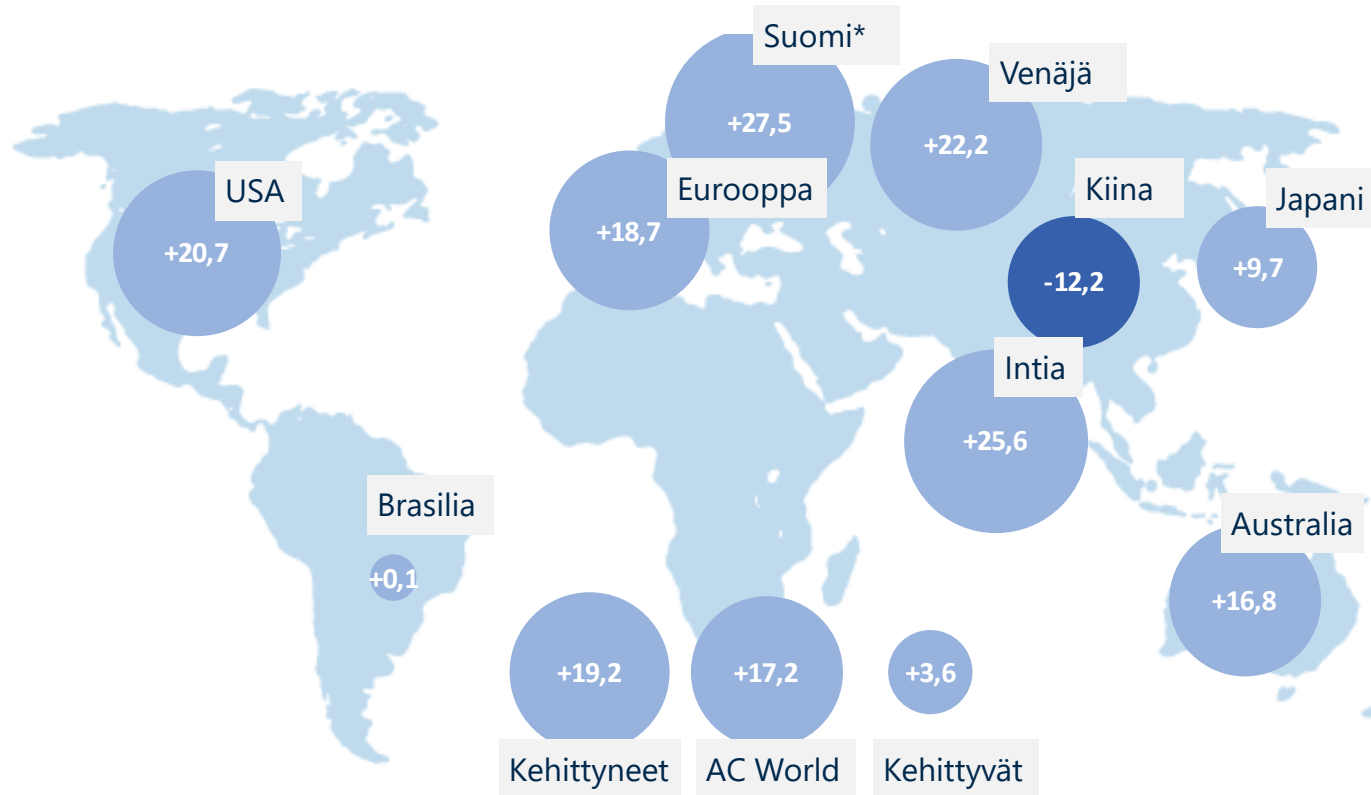 Suomi*
+27,5
Venäjä
+22,2
USA
+20,7
Eurooppa
+18,7
Kiina
-12,2
Japani
+9,7
Intia
+25,6
Brasilia
+0,1
Australia
+16,8
+19,2
Kehittyneet
+17,2
AC World
+3,6
Kehittyvät